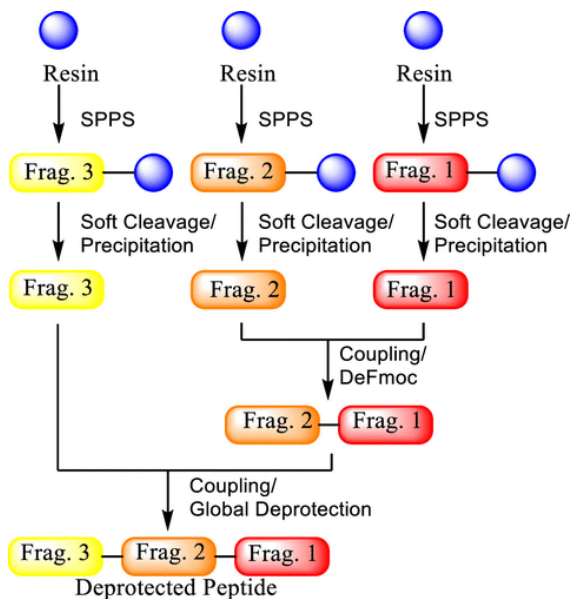 Resin Resin Resin
SPPS SPPS SPPS
Frag. 3 Frag. 2 Frag. 1
Soft Cleavage/ Soft Cleavage/ Soft Cleavage/
Precipitation Precipitation Precipitation
Frag. 3 Frag. 2 Frag. 1
Coupling/
DeFmoc
Frag. 2 Frag. 1
Coupling/
Global Deprotection
Frag. 3 Frag. 2 Frag. 1
Deprotected Peptide